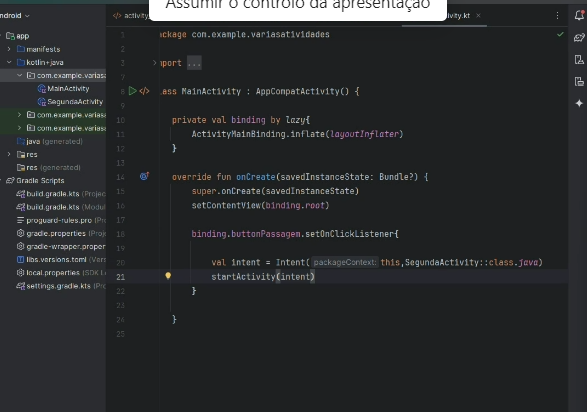 Assumir o controlo da apresentação
ndroid
activity
vity.kt
app
manifests
kotlin+java
com.example.variasa
MainActivity
SegundaActivity
com.example.variasa
com.example.variasa
java (generated)
res
res (generated)
Gradle Scripts
build.gradle.kts (Projec
build.gradle.kts (Modul
proguard-rules.pro (Pro
gradle.properties (Proj
gradle-wrapper.proper
libs.versions.toml (Vers
local.properties (SDK L
settings.gradle.kts (Pro
1 ackage com.example.variasatividades
2
3 mport ...
8
9 ass MainActivity : AppCompatActivity() {
9
10 private val binding by lazy{
11 ActivityMainBinding.inflate(layoutInflater)
12 }
13
14 override fun onCreate(savedInstanceState: Bundle?) {
15 super.onCreate(savedInstanceState)
16 setContentView(binding.root)
17
18 binding.buttonPassagem.setOnClickListener{
19
20 val intent = Intent( packageContext: this,SegundaActivity::class.java)
21 startActivity(intent)
22 }
23
24 }
25